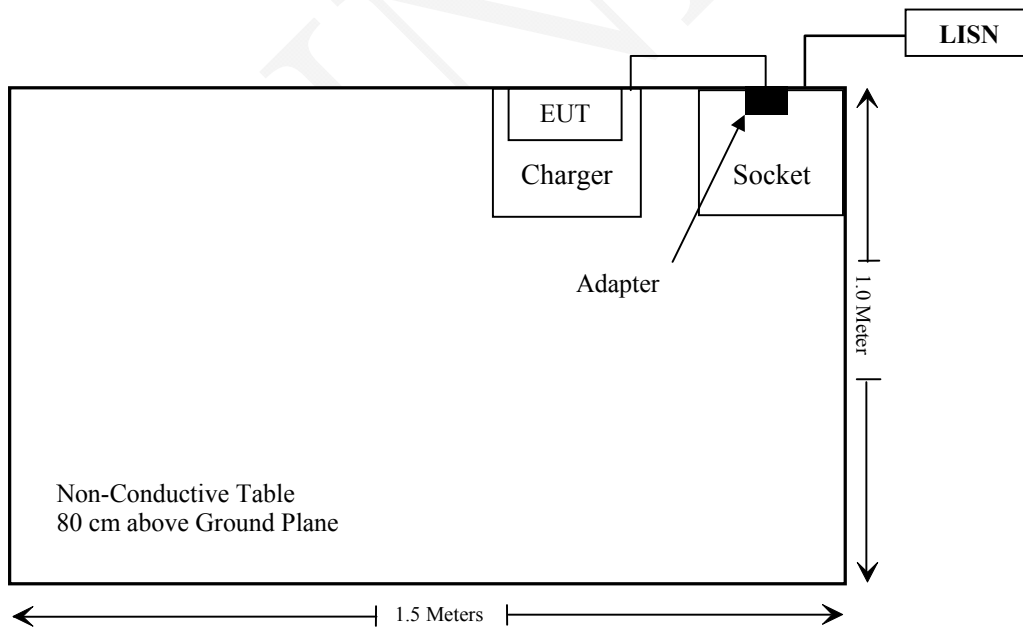 LISN
EUT
Charger
Socket
Adapter
1.0 Meter
Non-Conductive Table
80 cm above Ground Plane
1.5 Meters